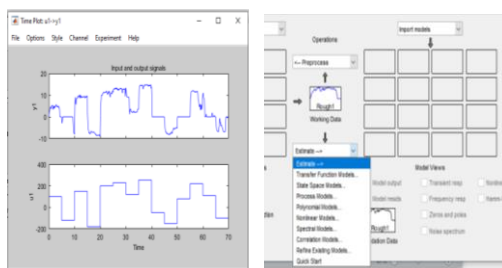 Time Plot: u1->y1
File Options Style Channel Experiment Help
Input and output signals
20
10
0
-10
y1
400
200
0
-200
u1
0 10 20 30 40 50 60 70
Time
Import models
Operations
<-- Preprocess
Rough1
Working Data
Estimate -->
Estimate -->
Transfer Function Models...
State Space Models...
Process Models...
Polynomial Models...
Nonlinear Models...
Spectral Models...
Correlation Models...
Refine Existing Models...
Quick Start
Model Views
Model output
Transient resp
Model resids
Frequency resp
Zeros and poles
Noise spectrum
Rough1